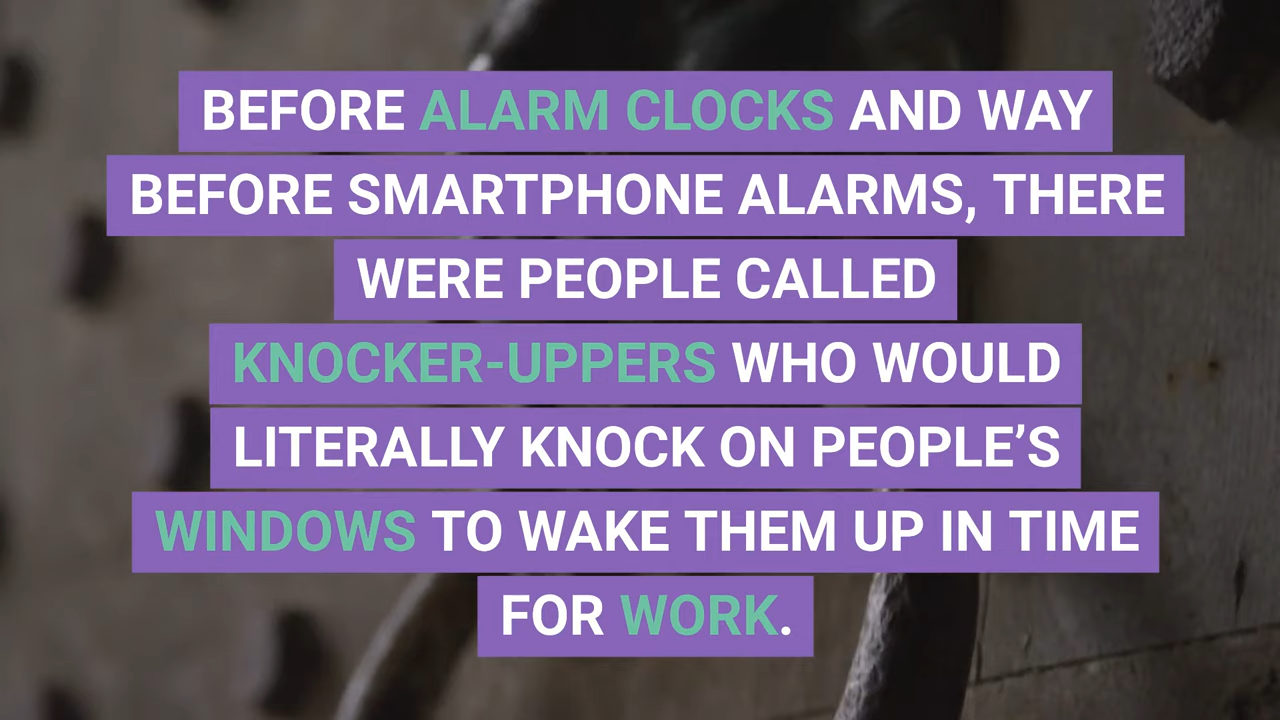 BEFORE ALARM CLOCKS AND WAY
BEFORE SMARTPHONE ALARMS, THERE
WERE PEOPLE CALLED
KNOCKER-UPPERS WHO WOULD
LITERALLY KNOCK ON PEOPLE’S
WINDOWS TO WAKE THEM UP IN TIME
FOR WORK.